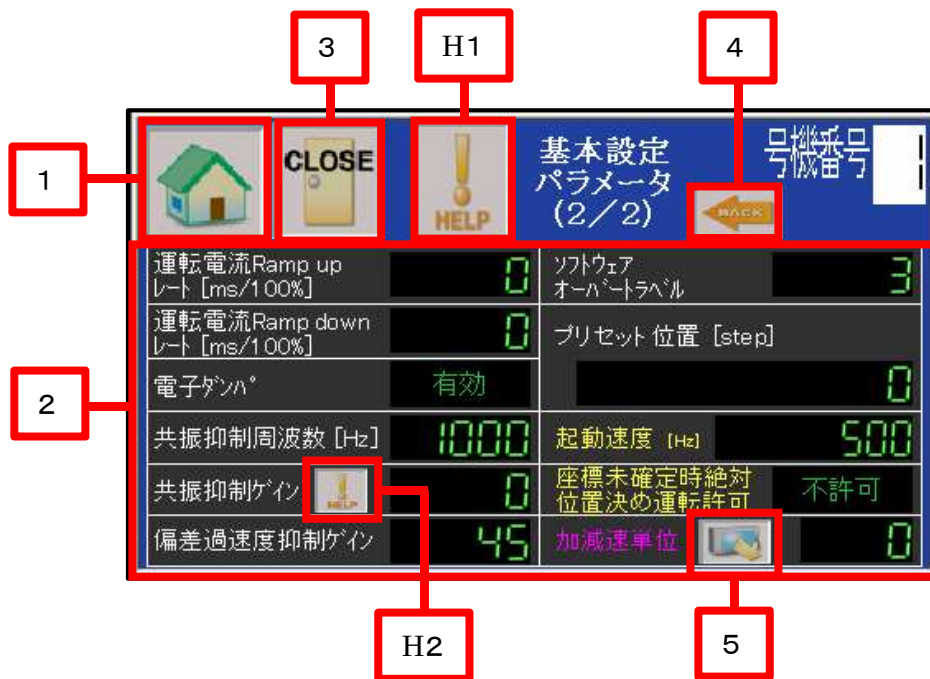 3
H1
4
1
CLOSE
HELP
基本設定
パラメータ
(2/2)
BACK
号機番号
1
2
運転電流Ramp up
レート [ms/100%]
0
ソフトウェア
オーバートラベル
3
運転電流Ramp down
レート [ms/100%]
0
プリセット 位置 [step]
0
電子ダンパ
有効
共振抑制周波数 [Hz]
1000
起動速度 [Hz]
500
共振抑制ゲイン
HELP
0
座標未確定時絶対
位置決め運転許可
不許可
偏差過速度抑制ゲイン
45
加減速単位
0
H2
5